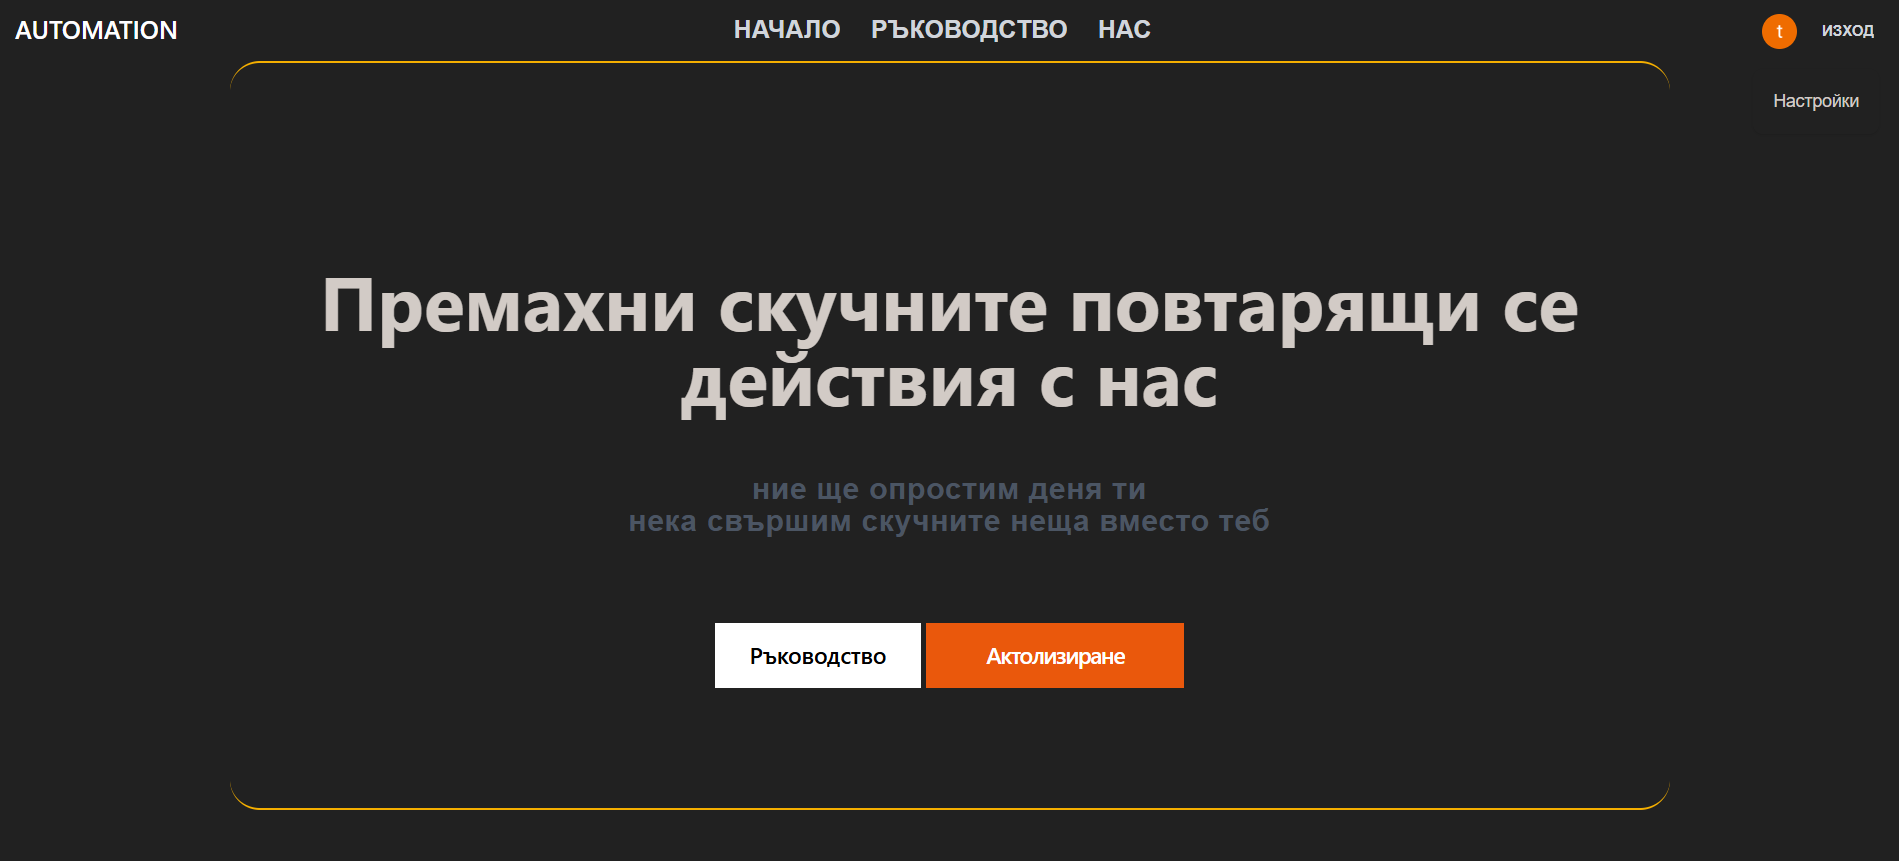 AUTOMATION
НАЧАЛО РЪКОВОДСТВО НАС
t ИЗХОД
Настройки
Премахни скучните повтарящи се
действия с нас
ние ще опростим деня ти
нека свършим скучните неща вместо теб
Ръководство Актолизиране